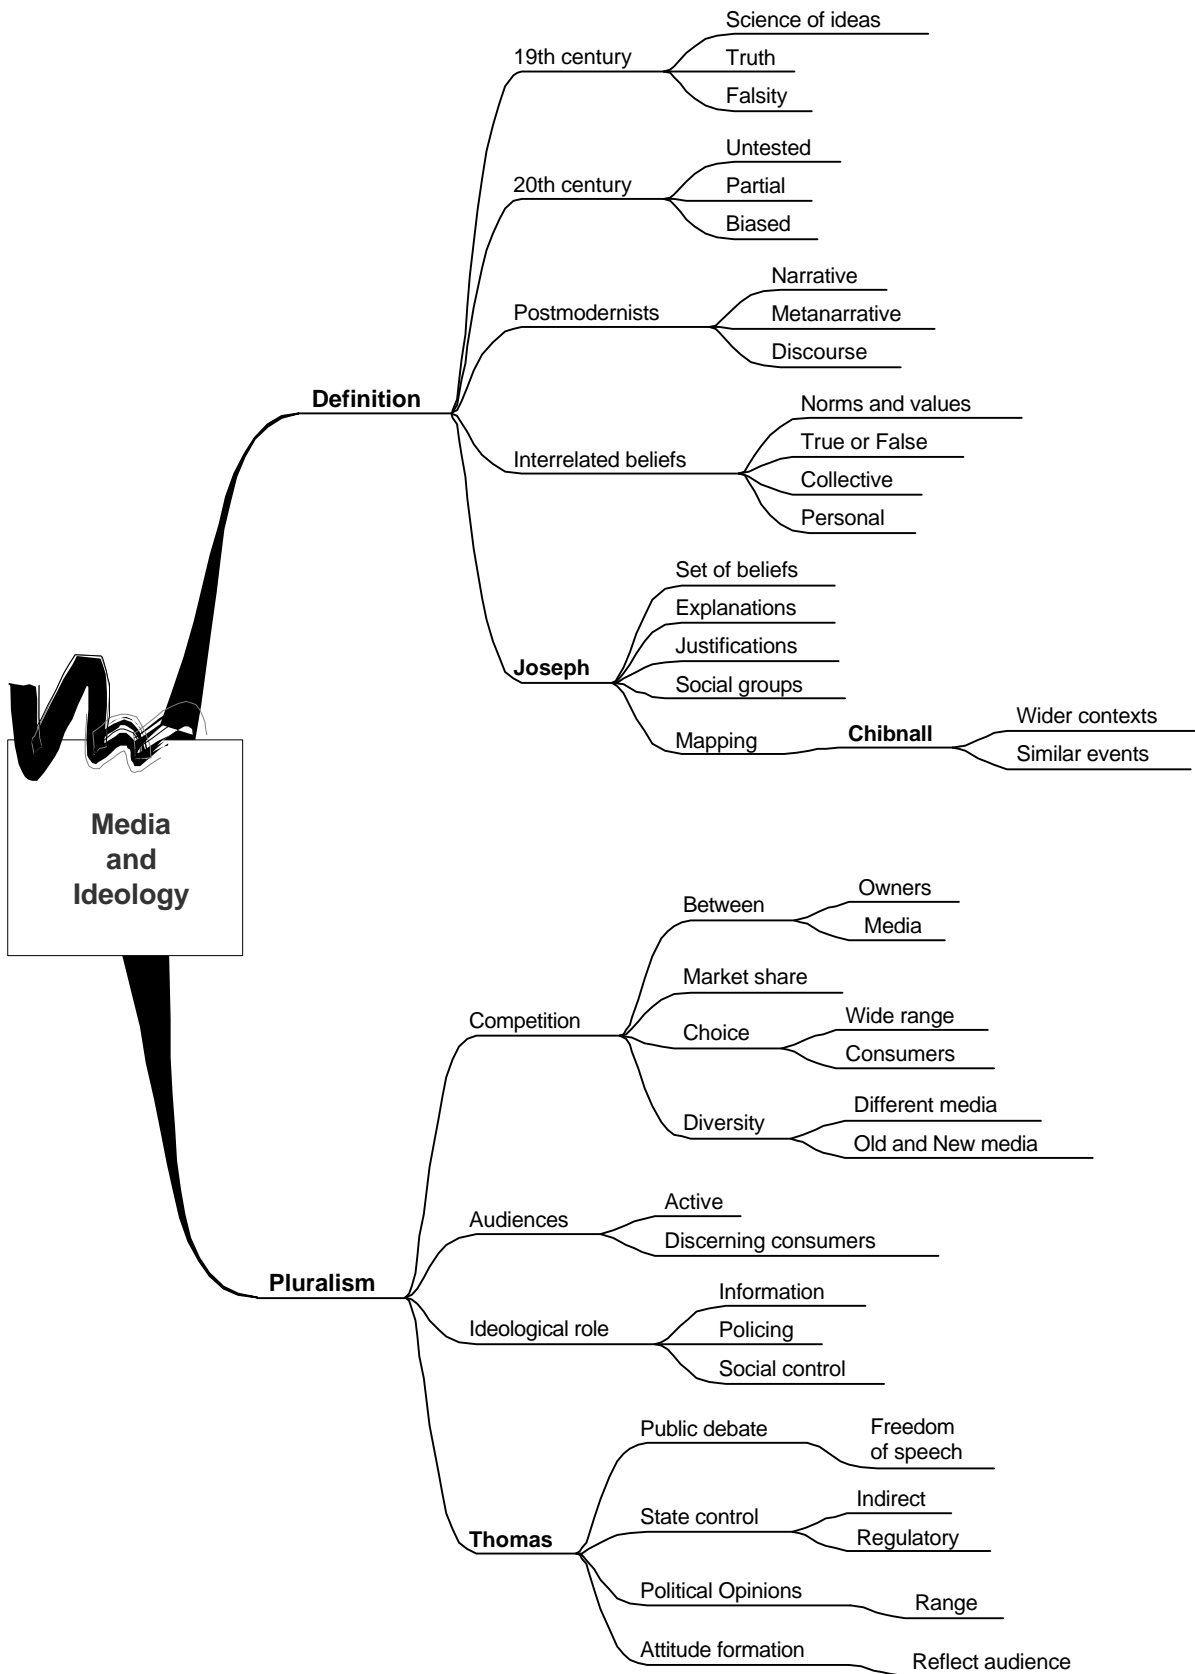 Science of ideas
19th century
Truth
Falsity
Untested
20th century
Partial
Biased
Narrative
Postmodernists
Metanarrative
Discourse
Definition
Norms and values
True or False
Interrelated beliefs
Collective
Personal
Set of beliefs
Explanations
Justifications
Joseph
Social groups
Mapping
Chibnall
Wider contexts
Similar events
Media
and
Ideology
Owners
Between
Media
Market share
Competition
Wide range
Choice
Consumers
Different media
Diversity
Old and New media
Active
Audiences
Discerning consumers
Pluralism
Information
Ideological role
Policing
Social control
Public debate
Freedom
of speech
Indirect
State control
Regulatory
Thomas
Political Opinions
Range
Attitude formation
Reflect audience